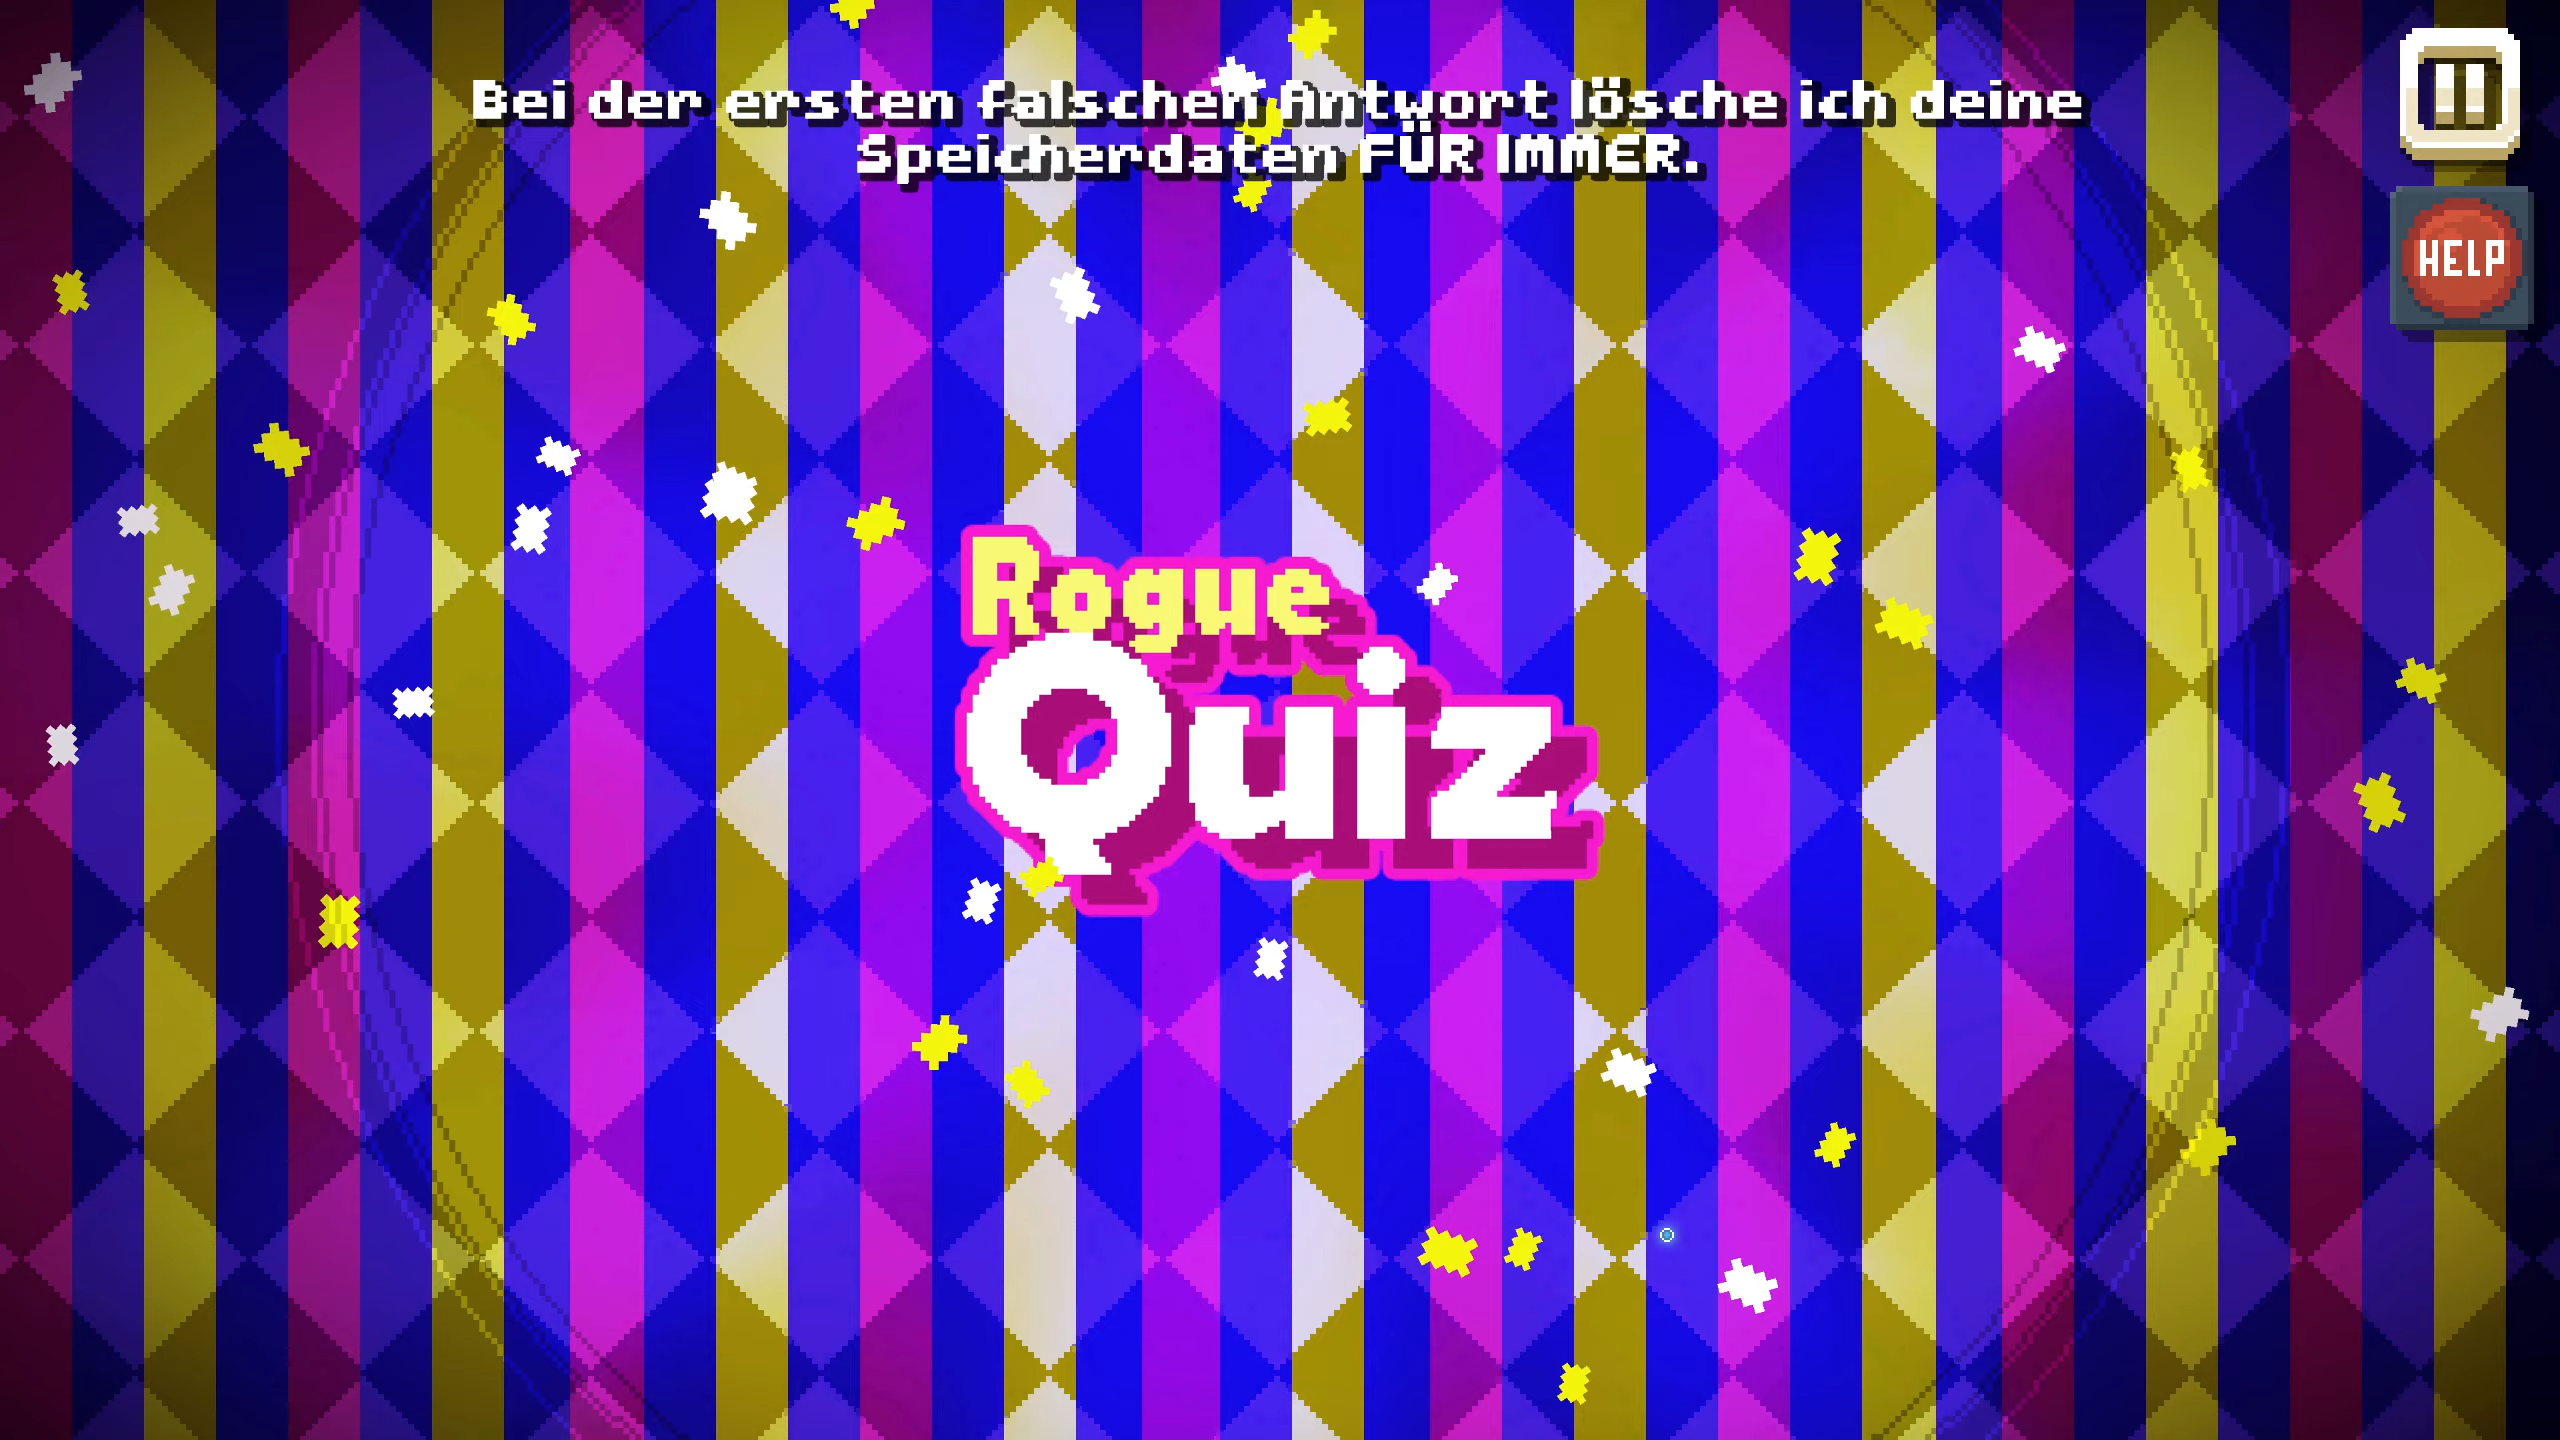 Bei der ersten falschen Antwort lösche ich deine
Speicherdaten FÜR IMMER.
HELP
Rogue
Quiz